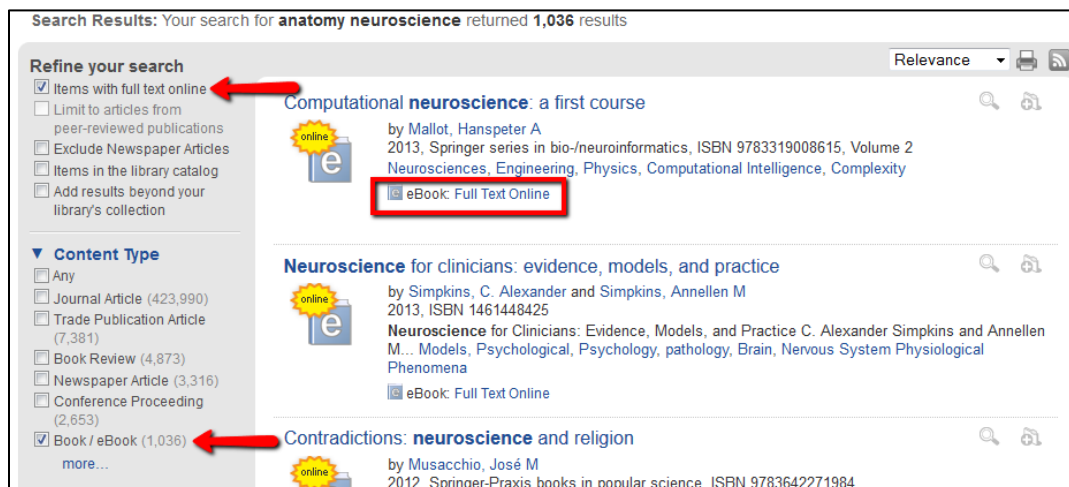 Search Results: Your search for anatomy neuroscience returned 1,036 results
Relevance
Refine your search
Items with full text online
Limit to articles from
peer-reviewed publications
Exclude Newspaper Articles
Items in the library catalog
Add results beyond your
library's collection
Content Type
Any
Journal Article (423,990)
Trade Publication Article
(7,381)
Book Review (4,873)
Newspaper Article (3,316)
Conference Proceeding
(2,653)
Book / eBook (1,036)
more...
Computational neuroscience: a first course
online
e
by Mallot, Hanspeter A
2013, Springer series in bio-/neuroinformatics, ISBN 9783319008615, Volume 2
Neurosciences, Engineering, Physics, Computational Intelligence, Complexity
e eBook: Full Text Online
Neuroscience for clinicians: evidence, models, and practice
online
e
by Simpkins, C. Alexander and Simpkins, Annellen M
2013, ISBN 1461448425
Neuroscience for Clinicians: Evidence, Models, and Practice C. Alexander Simpkins and Annellen
M... Models, Psychological, Psychology, pathology, Brain, Nervous System Physiological
Phenomena
e eBook: Full Text Online
Contradictions: neuroscience and religion
online
by Musacchio, José M
2012, Springer-Praxis books in popular science, ISBN 9783642271984